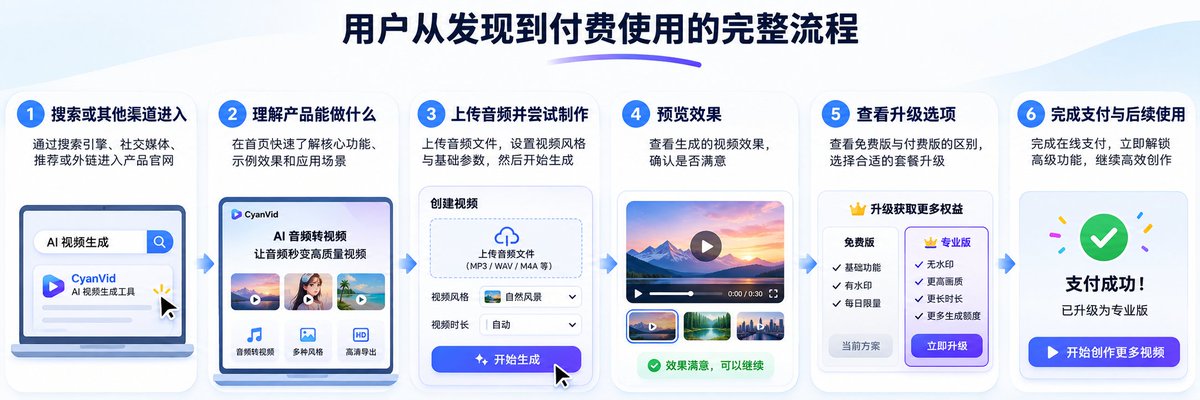 用户从发现到付费使用的完整流程
1 搜索或其他渠道进入
通过搜索引擎、社交媒体、
推荐或外链进入产品官网
AI 视频生成
CyanVid
AI 视频生成工具
2 理解产品能做什么
在首页快速了解核心功能、
示例效果和应用场景
CyanVid
AI 音频转视频
让音频秒变高质量视频
音频转视频
多种风格
HD
高清导出
3 上传音频并尝试制作
上传音频文件，设置视频风格
与基础参数，然后开始生成
创建视频
上传音频文件
（MP3 / WAV / M4A 等）
视频风格 自然风景
视频时长 自动
开始生成
4 预览效果
查看生成的视频效果，
确认是否满意
0:00 / 0:30
效果满意，可以继续
5 查看升级选项
查看免费版与付费版的区别，
选择合适的套餐升级
升级获取更多权益
免费版
基础功能
有水印
每日限量
当前方案
专业版
无水印
更高画质
更长时长
更多生成额度
立即升级
6 完成支付与后续使用
完成在线支付，立即解锁
高级功能，继续高效创作
支付成功！
已升级为专业版
开始创作更多视频